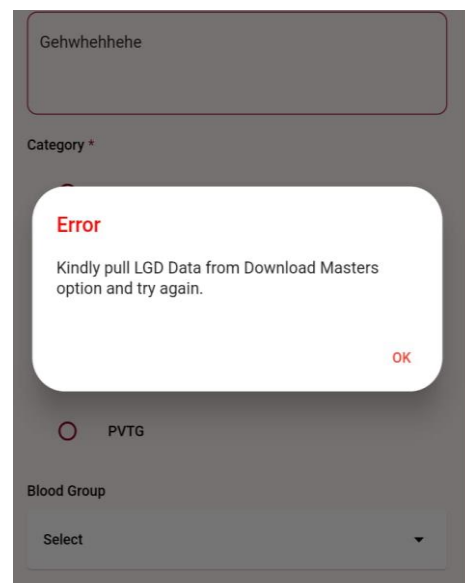 Gehwhehhehe
Category *
Error
Kindly pull LGD Data from Download Masters
option and try again.
OK
PVTG
Blood Group
Select